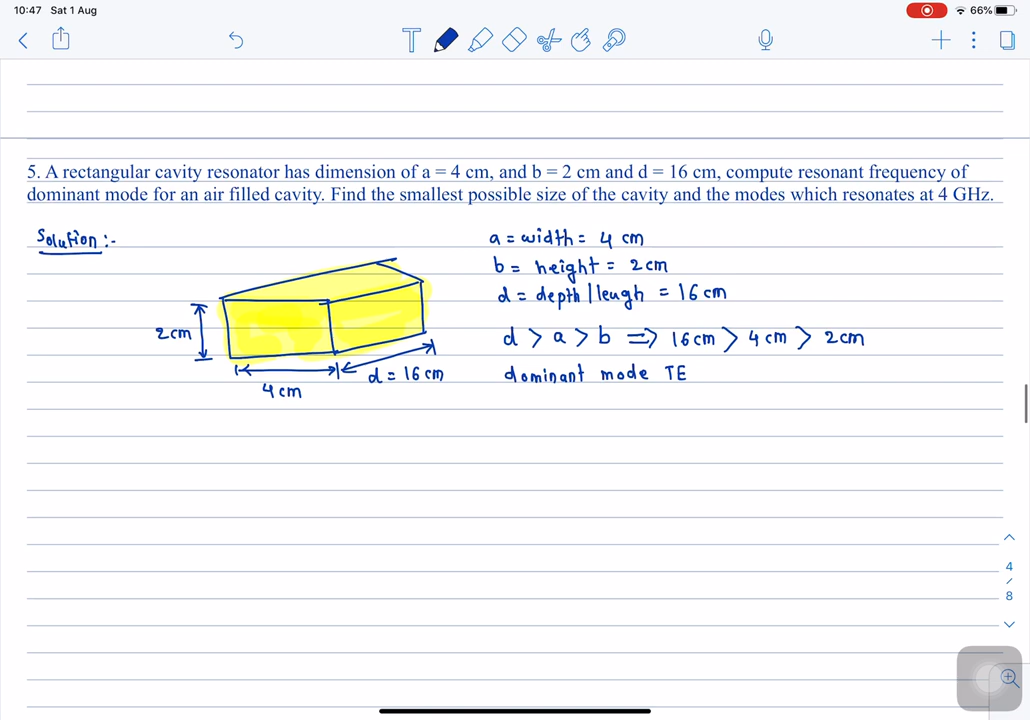 10:47 Sat 1 Aug
66%
T
5. A rectangular cavity resonator has dimension of a = 4 cm, and b = 2 cm and d = 16 cm, compute resonant frequency of
dominant mode for an air filled cavity. Find the smallest possible size of the cavity and the modes which resonates at 4 GHz.
Solution :-
a = width = 4 cm
b = height = 2 cm
d = depth / lengh = 16 cm
2 cm
d > a > b => 16 cm > 4 cm > 2 cm
d = 16 cm
dominant mode TE
4 cm
4
/
8